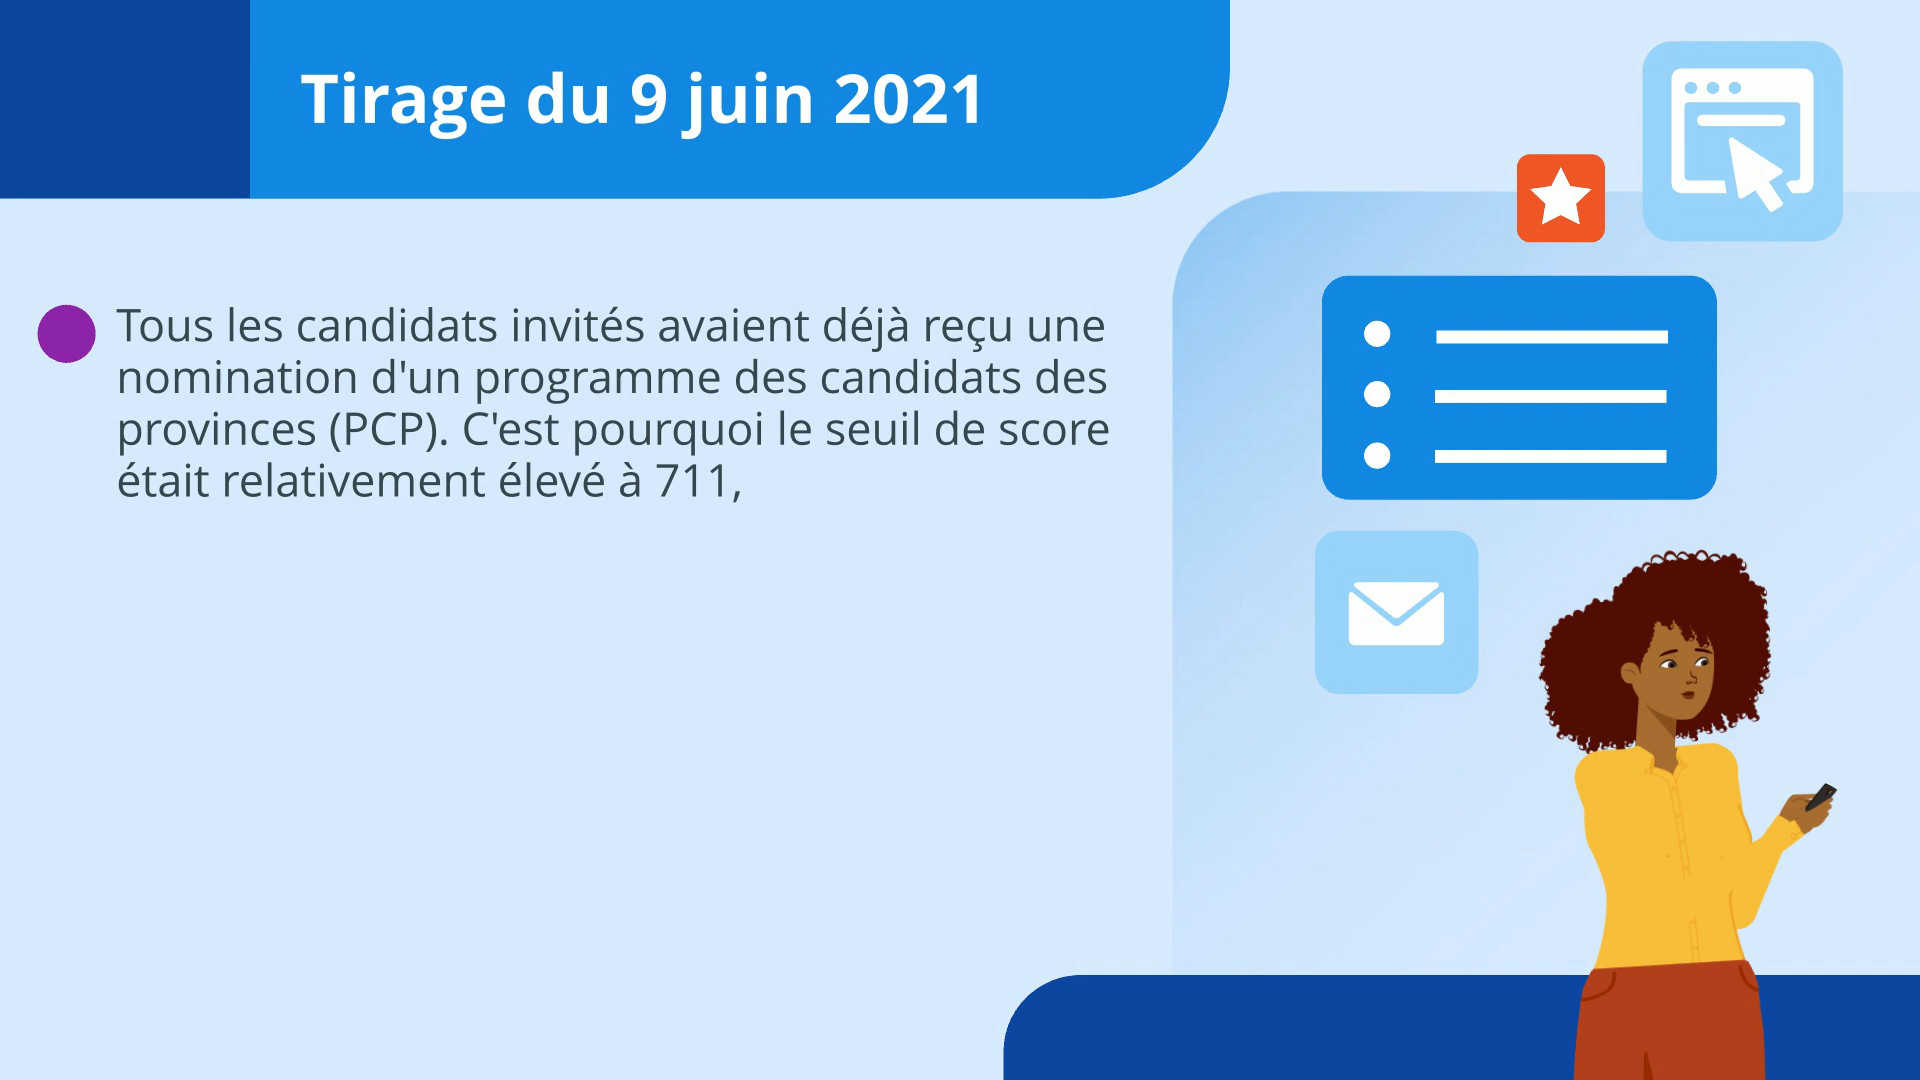 Tirage du 9 juin 2021
Tous les candidats invités avaient déjà reçu une
nomination d'un programme des candidats des
provinces (PCP). C'est pourquoi le seuil de score
était relativement élevé à 711,